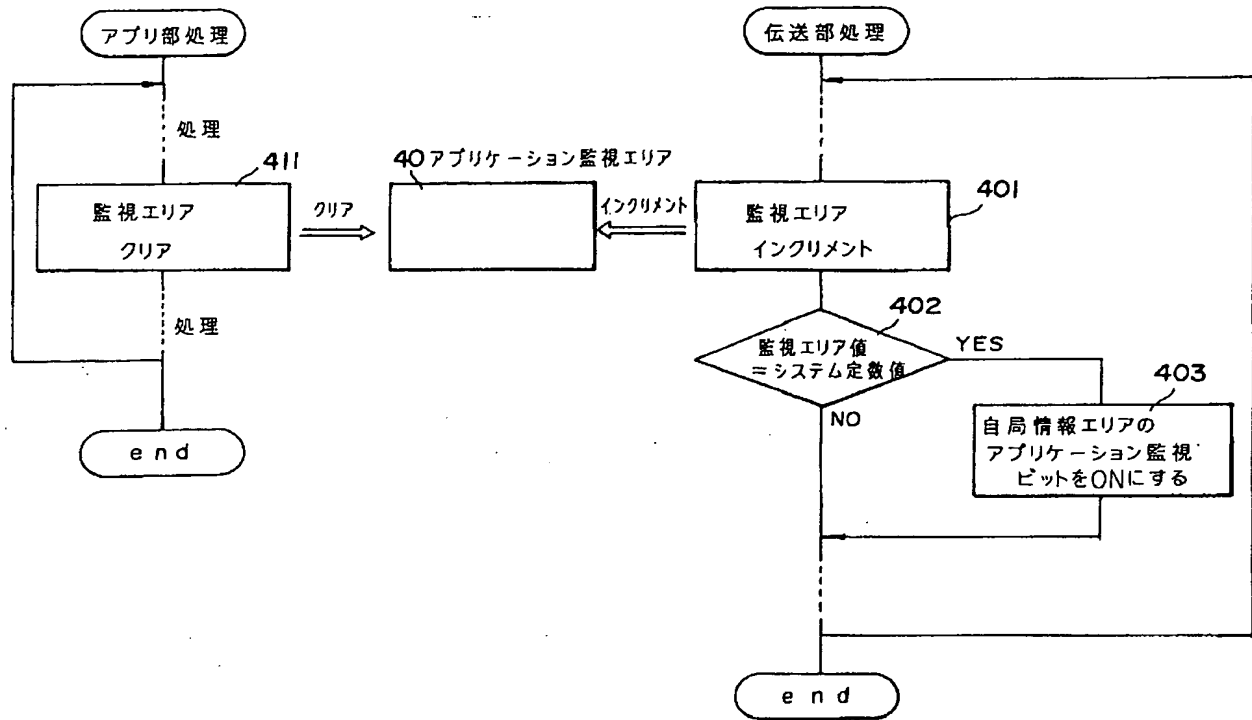 アプリ部処理
処理
411
監視エリア
クリア
処理
end
クリア
40 アプリケーション監視エリア
インクリメント
伝送部処理
監視エリア
インクリメント
401
402
監視エリア値
=システム定数値
YES
NO
403
自局情報エリアの
アプリケーション監視
ビットをONにする
end